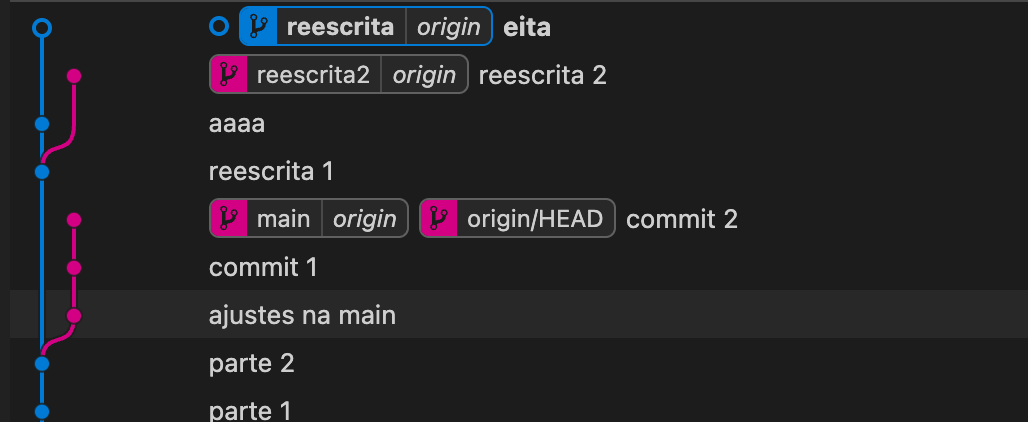 reescrita origin eita
reescrita2 origin reescrita 2
aaaa
reescrita 1
main origin origin/HEAD commit 2
commit 1
ajustes na main
parte 2
parte 1